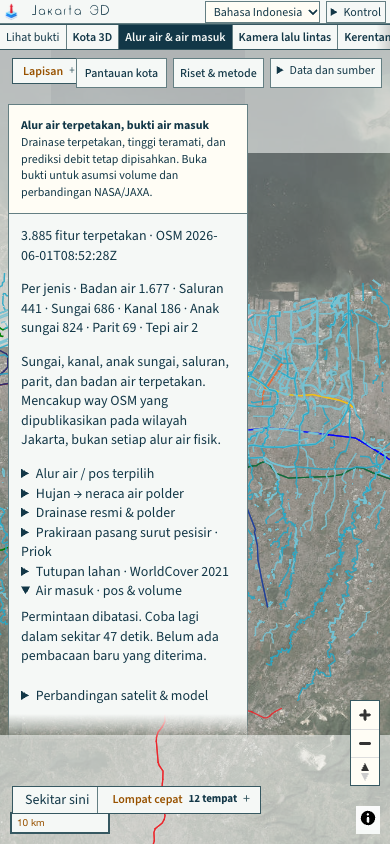 Jakarta 3D
Bahasa Indonesia
▶ Kontrol
Lihat bukti
Kota 3D
Alur air & air masuk
Kamera lalu lintas
Kerentan
Lapisan +
Pantauan kota
Riset & metode
▶ Data dan sumber
Alur air terpetakan, bukti air masuk
Drainase terpetakan, tinggi teramati, dan
prediksi debit tetap dipisahkan. Buka
bukti untuk asumsi volume dan
perbandingan NASA/JAXA.
3.885 fitur terpetakan · OSM 2026-
06-01T08:52:28Z
Per jenis · Badan air 1.677 · Saluran
441 · Sungai 686 · Kanal 186 · Anak
sungai 824 · Parit 69 · Tepi air 2
Sungai, kanal, anak sungai, saluran,
parit, dan badan air terpetakan.
Mencakup way OSM yang
dipublikasikan pada wilayah
Jakarta, bukan setiap alur air fisik.
▶ Alur air / pos terpilih
▶ Hujan → neraca air polder
▶ Drainase resmi & polder
▶ Prakiraan pasang surut pesisir ·
Priok
▶ Tutupan lahan · WorldCover 2021
▼ Air masuk · pos & volume
Permintaan dibatasi. Coba lagi
dalam sekitar 47 detik. Belum ada
pembacaan baru yang diterima.
▶ Perbandingan satelit & model
Sekitar sini
Lompat cepat 12 tempat +
10 km